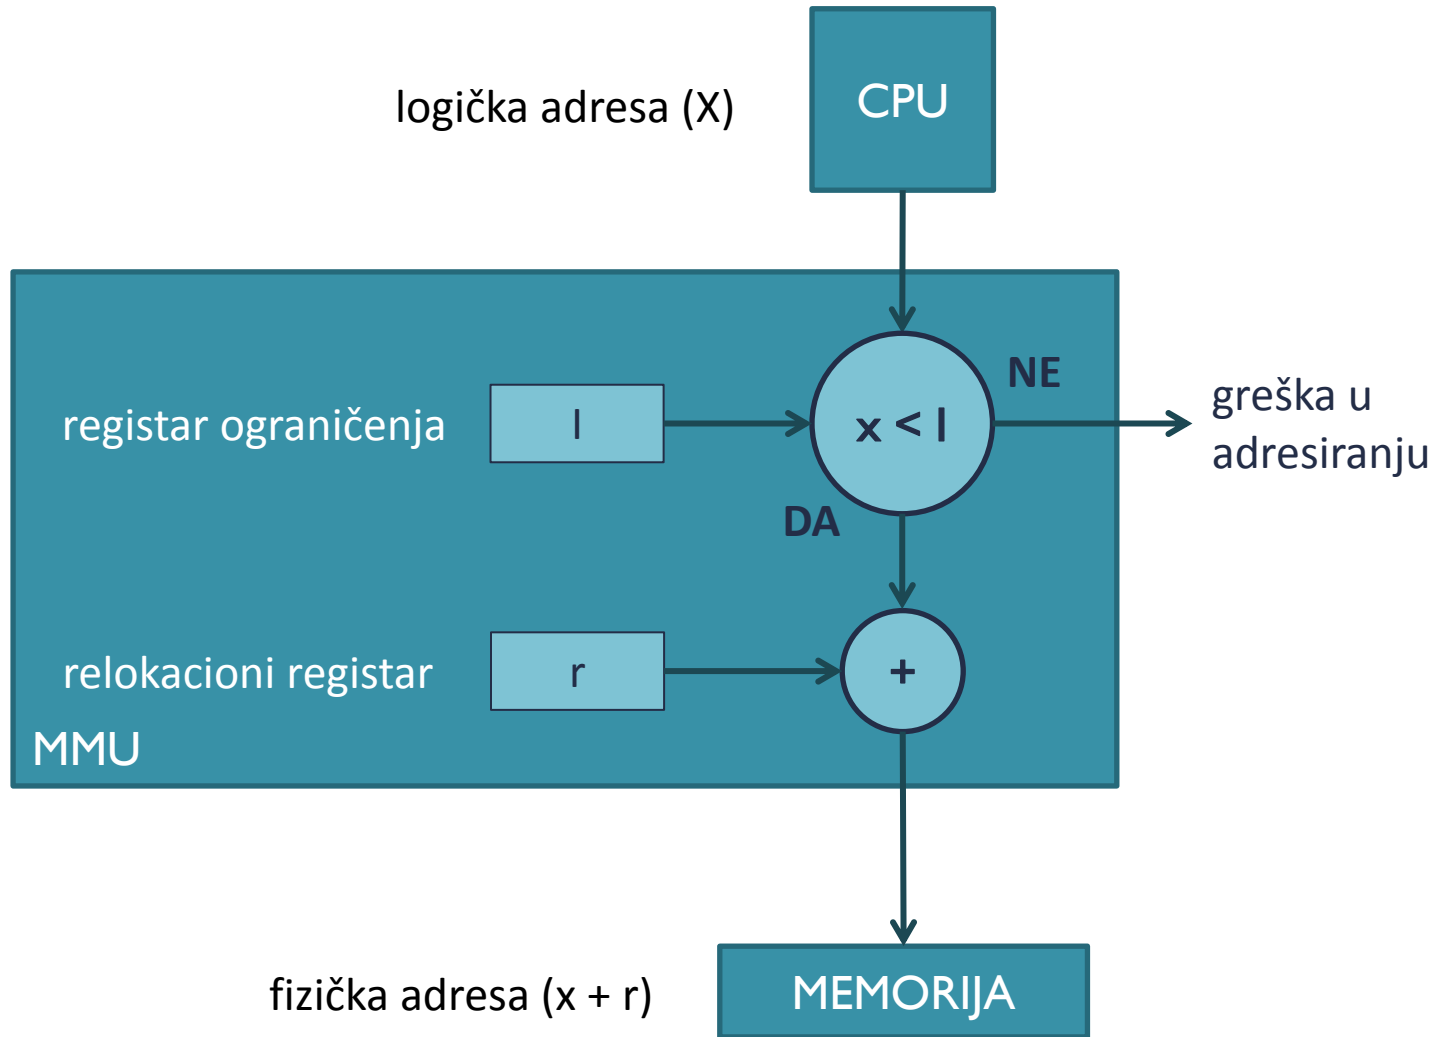 CPU
logička adresa (X)
NE
registar ograničenja
l
x < l
greška u
adresiranju
DA
relokacioni registar
r
+
MMU
fizička adresa (x + r)
MEMORIJA